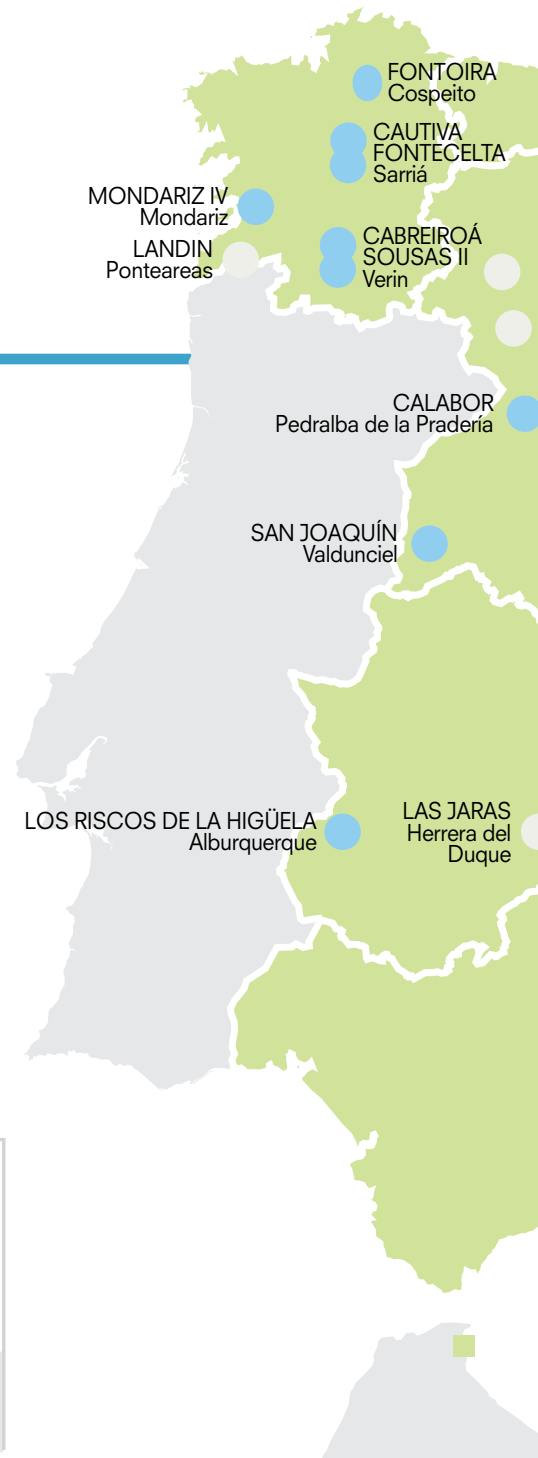 FONTOIRA
Cospeito
CAUTIVA
FONTECELTA
Sarriá
MONDARIZ IV
Mondariz
LANDIN
Ponteareas
CABREIROÁ
SOUSAS II
Verin
CALABOR
Pedralba de la Pradería
SAN JOAQUÍN
Valdunciel
LOS RISCOS DE LA HIGÜELA
Alburquerque
LAS JARAS
Herrera del
Duque